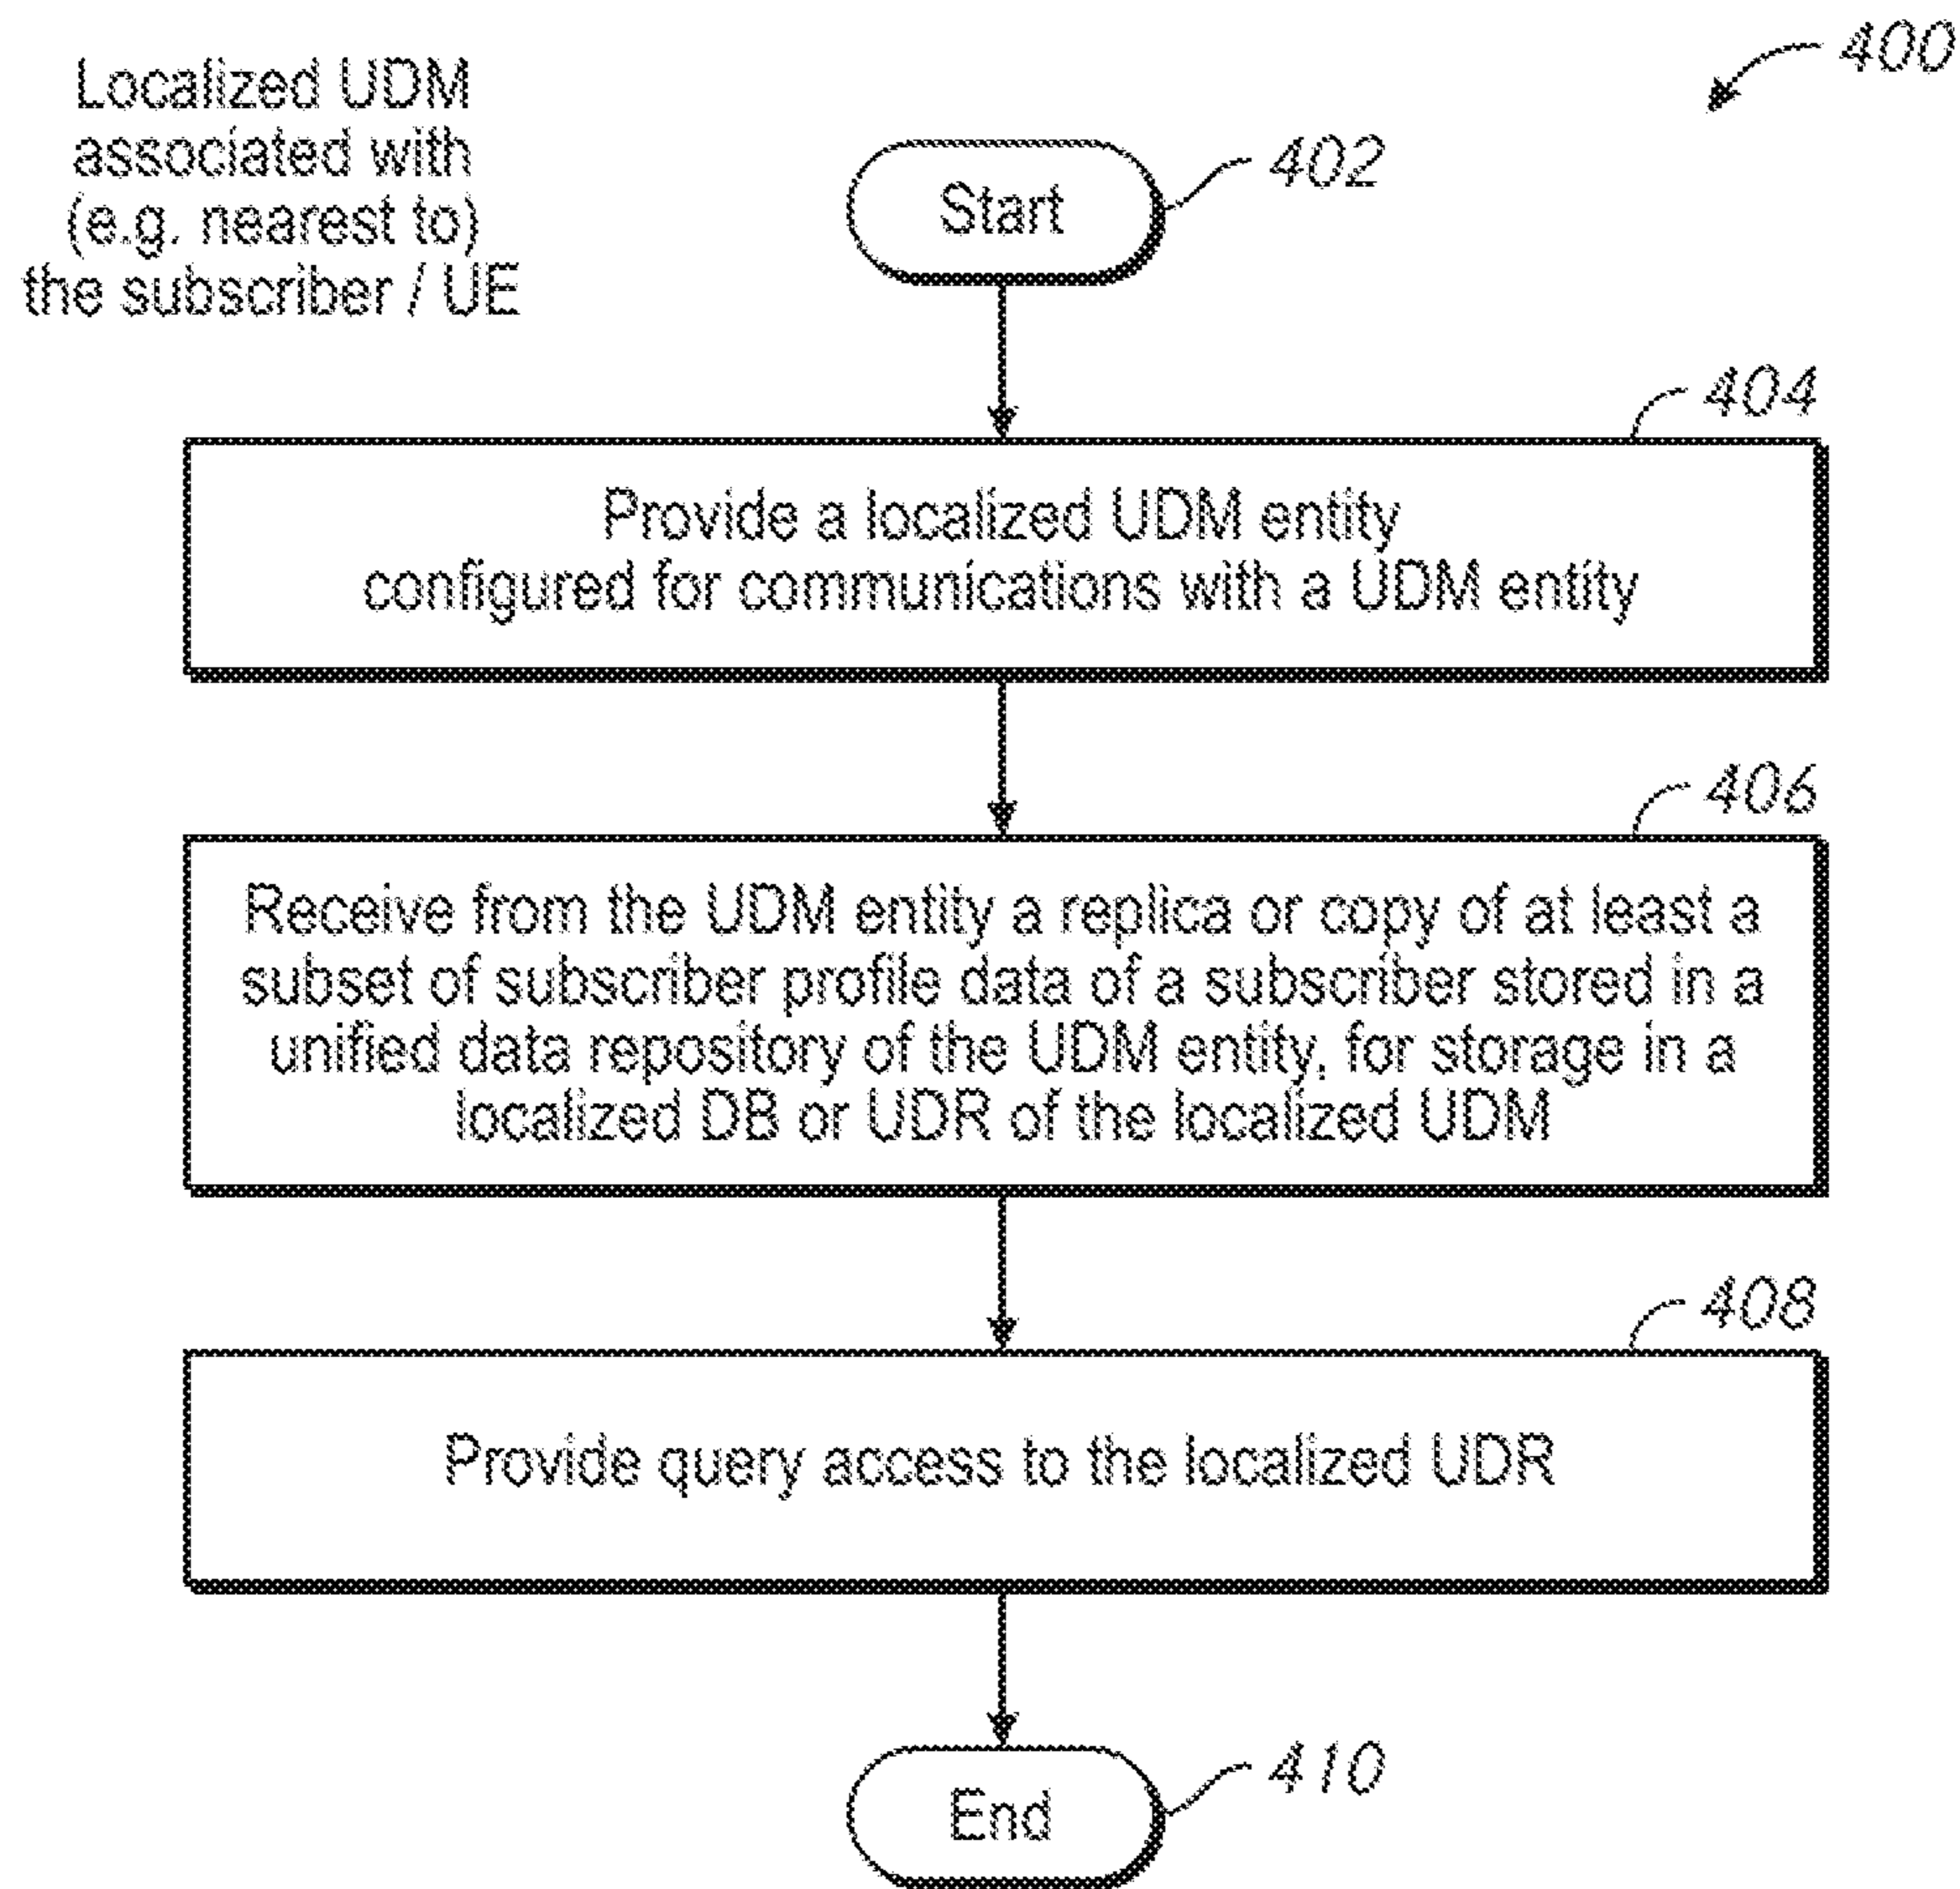 400
Localized UDM
associated with
(e.g. nearest to)
the subscriber / UE
Start
402
404
Provide a localized UDM entity
configured for communications with a UDM entity
406
Receive from the UDM entity a replica or copy of at least a
subset of subscriber profile data of a subscriber stored in a
unified data repository of the UDM entity, for storage in a
localized DB or UDR of the localized UDM
408
Provide query access to the localized UDR
End
410